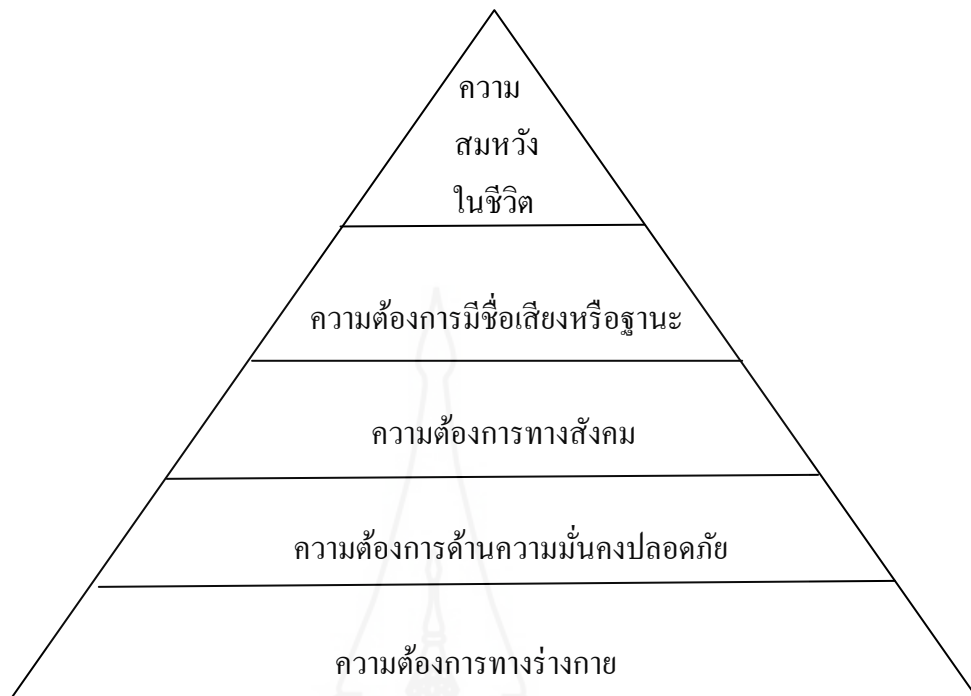 ความ
สมหวัง
ในชีวิต
ความต้องการมีชื่อเสียงหรือฐานะ
ความต้องการทางสังคม
ความต้องการด้านความมั่นคงปลอดภัย
ความต้องการทางร่างกาย